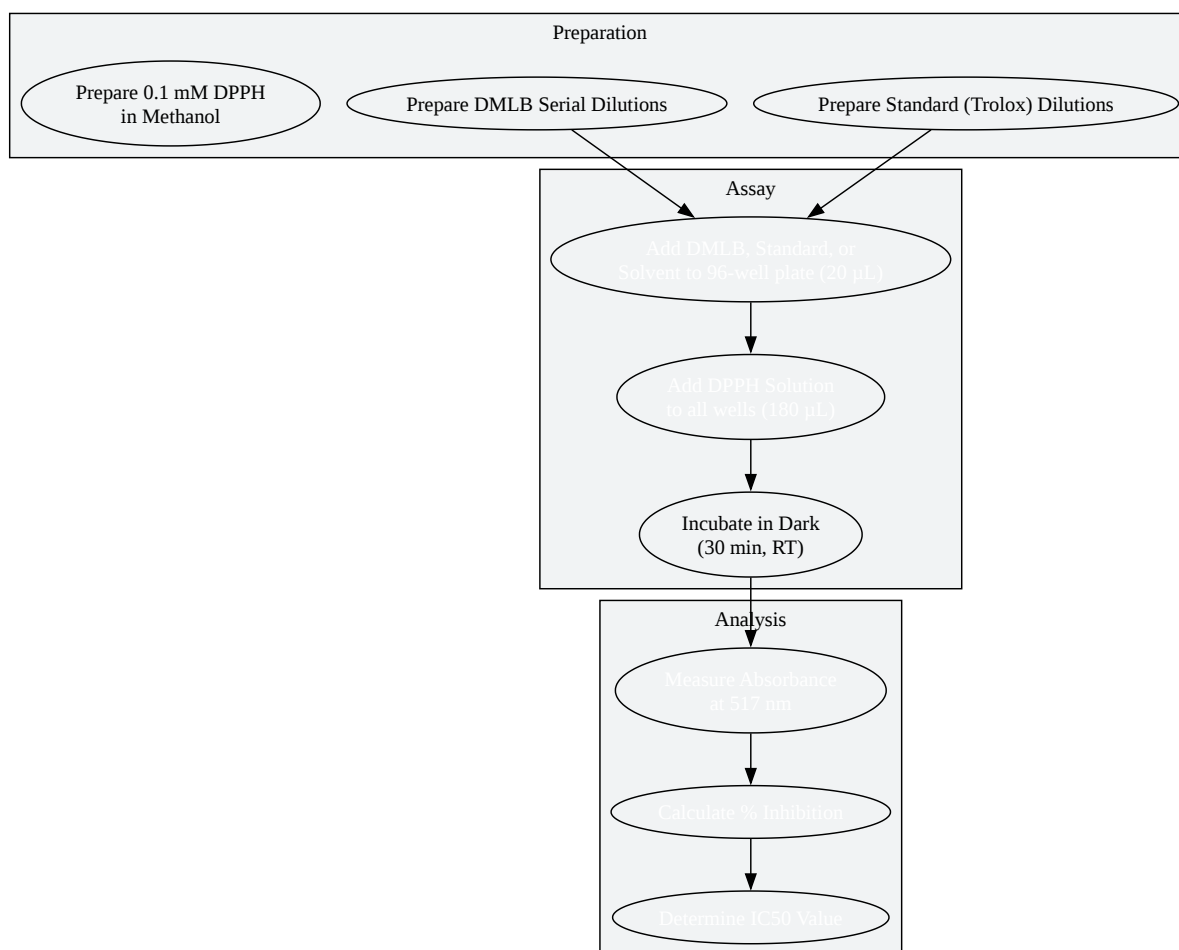 Preparation
Prepare 0.1 mM DPPH
in Methanol
Prepare DMLB Serial Dilutions
Prepare Standard (Trolox) Dilutions
Assay
Add DMLB, Standard, or
Solvent to 96-well plate (20 µL)
Add DPPH Solution
to all wells (180 µL)
Incubate in Dark
(30 min, RT)
Analysis
Measure Absorbance
at 517 nm
Calculate % Inhibition
Determine IC50 Value